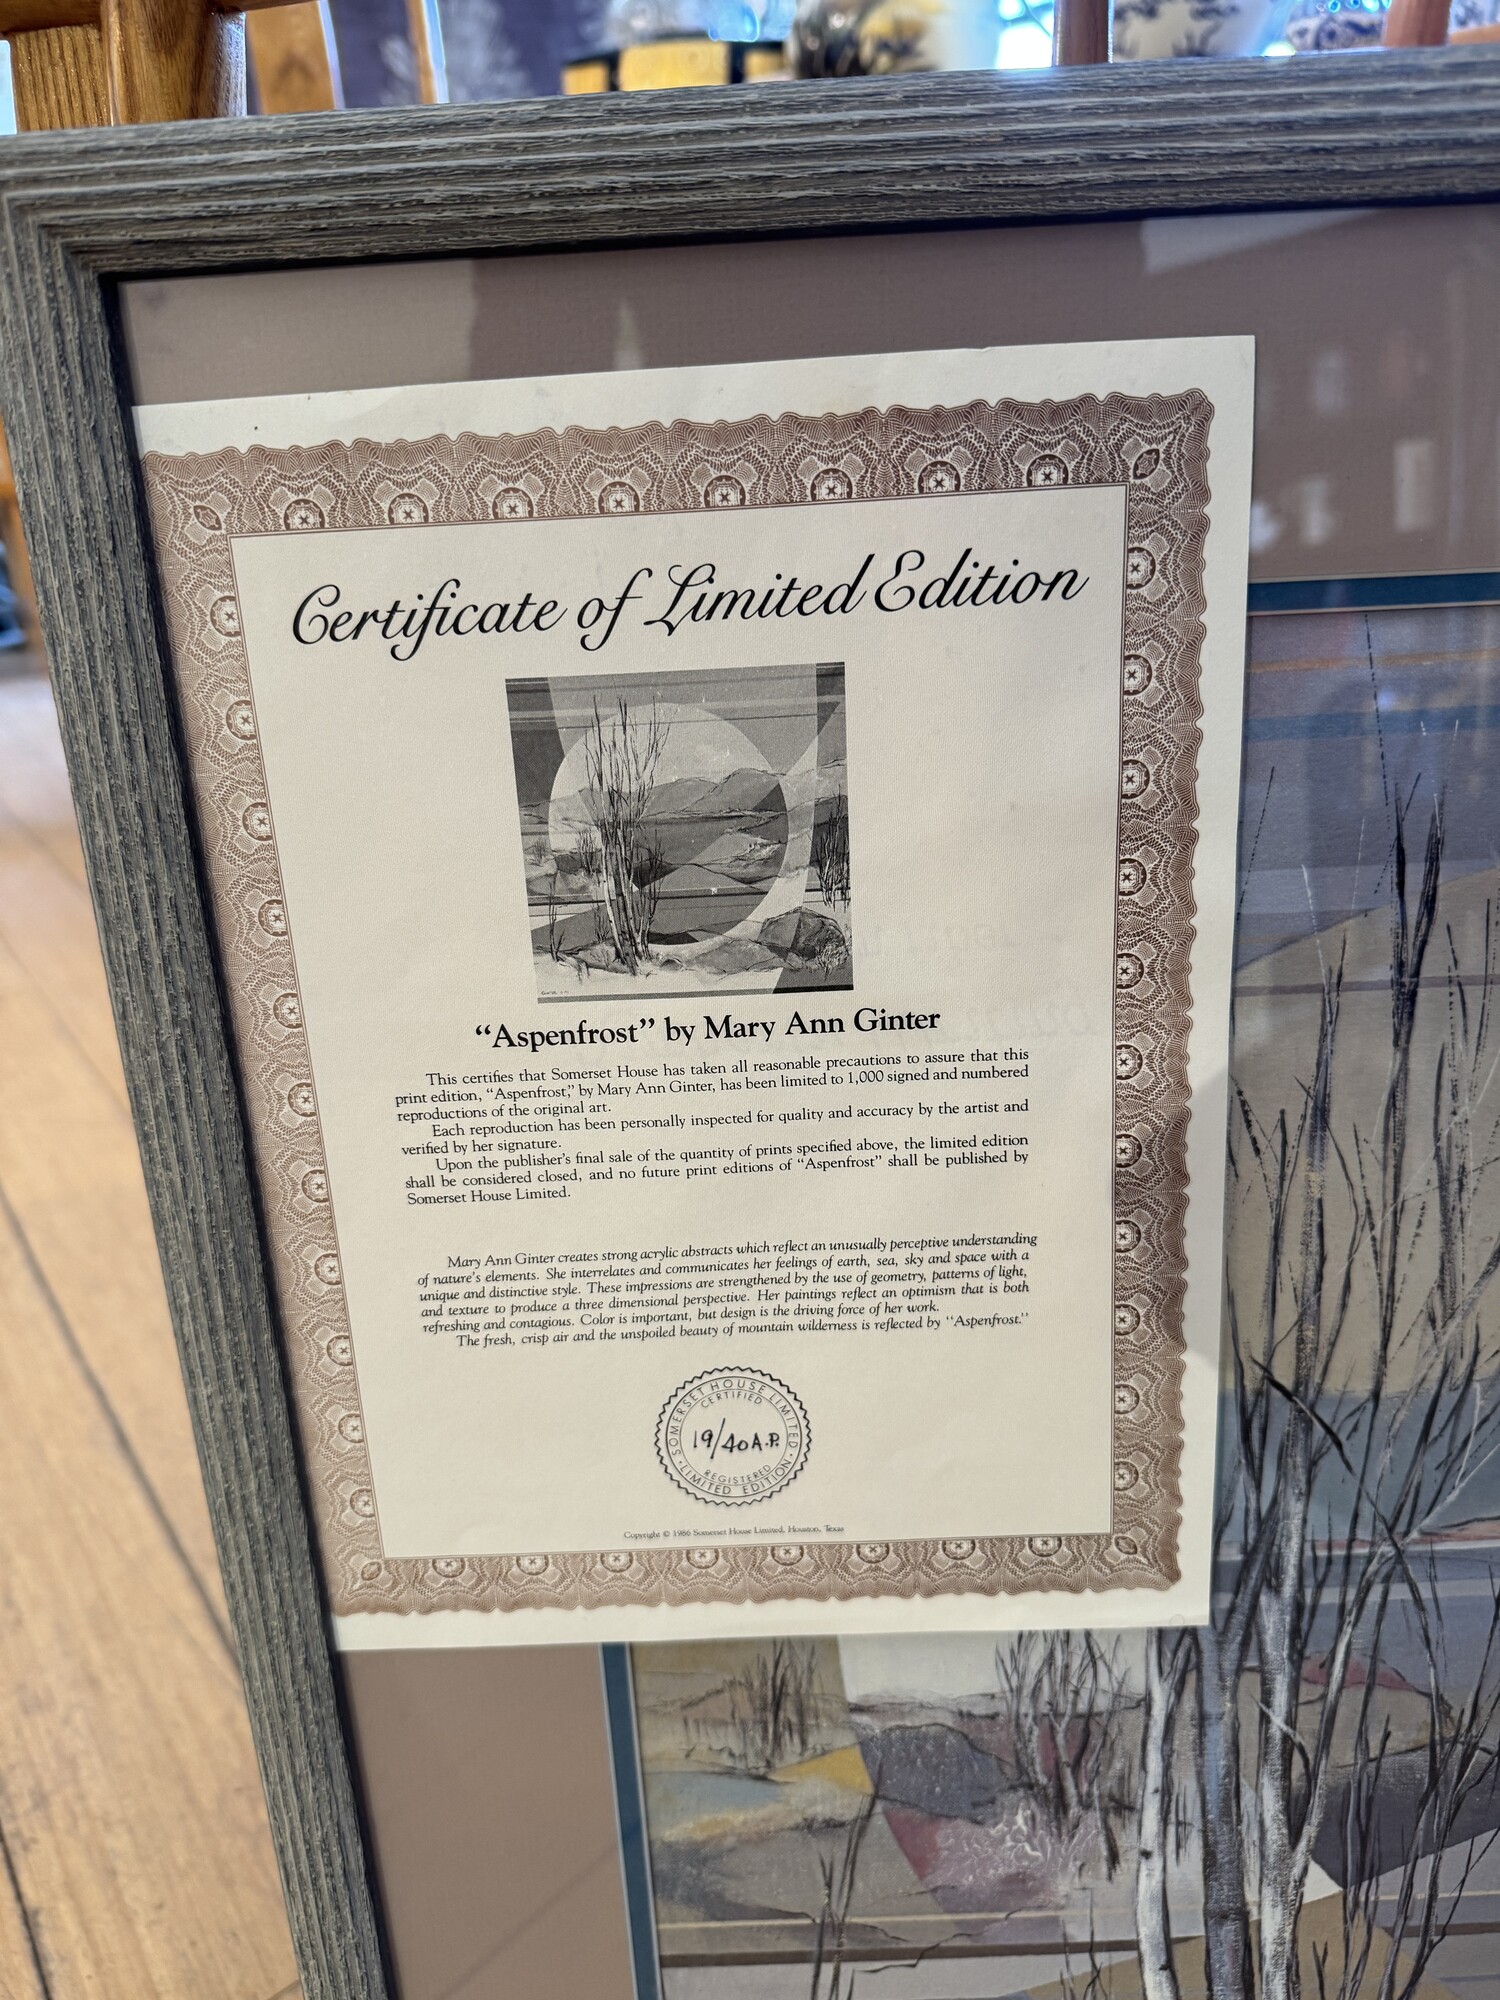 Certificate of Limited Edition
"Aspenfrost" by Mary Ann Ginter
This certifies that Somerset House has taken all reasonable precautions to assure that this
print edition, "Aspenfrost," by Mary Ann Ginter, has been limited to 1,000 signed and numbered
reproductions of the original art.
Each reproduction has been personally inspected for quality and accuracy by the artist and
verified by her signature.
Upon the publisher's final sale of the quantity of prints specified above, the limited edition
shall be considered closed, and no future print editions of "Aspenfrost" shall be published by
Somerset House Limited.
Mary Ann Ginter creates strong acrylic abstracts which reflect an unusually perceptive understanding
of nature's elements. She interrelates and communicates her feelings of earth, sea, sky and space with a
unique and distinctive style. These impressions are strengthened by the use of geometry, patterns of light,
and texture to produce a three dimensional perspective. Her paintings reflect an optimism that is both
refreshing and contagious. Color is important, but design is the driving force of her work.
The fresh, crisp air and the unspoiled beauty of mountain wilderness is reflected by "Aspenfrost."
SOMERSET HOUSE LIMITED
CERTIFIED
19/40 A.P.
REGISTERED
LIMITED EDITION
Copyright © 1986 Somerset House Limited, Houston, Texas